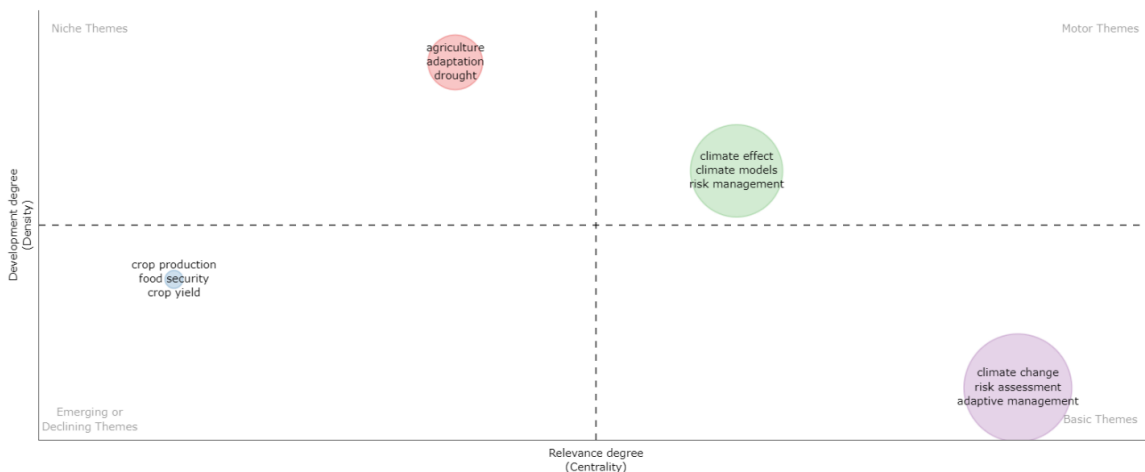 Niche Themes
Motor Themes
agriculture
adaptation
drought
climate effect
climate models
risk management
Development degree
(Density)
crop production
food security
crop yield
climate change
risk assessment
adaptive management
Emerging or
Declining Themes
Basic Themes
Relevance degree
(Centrality)